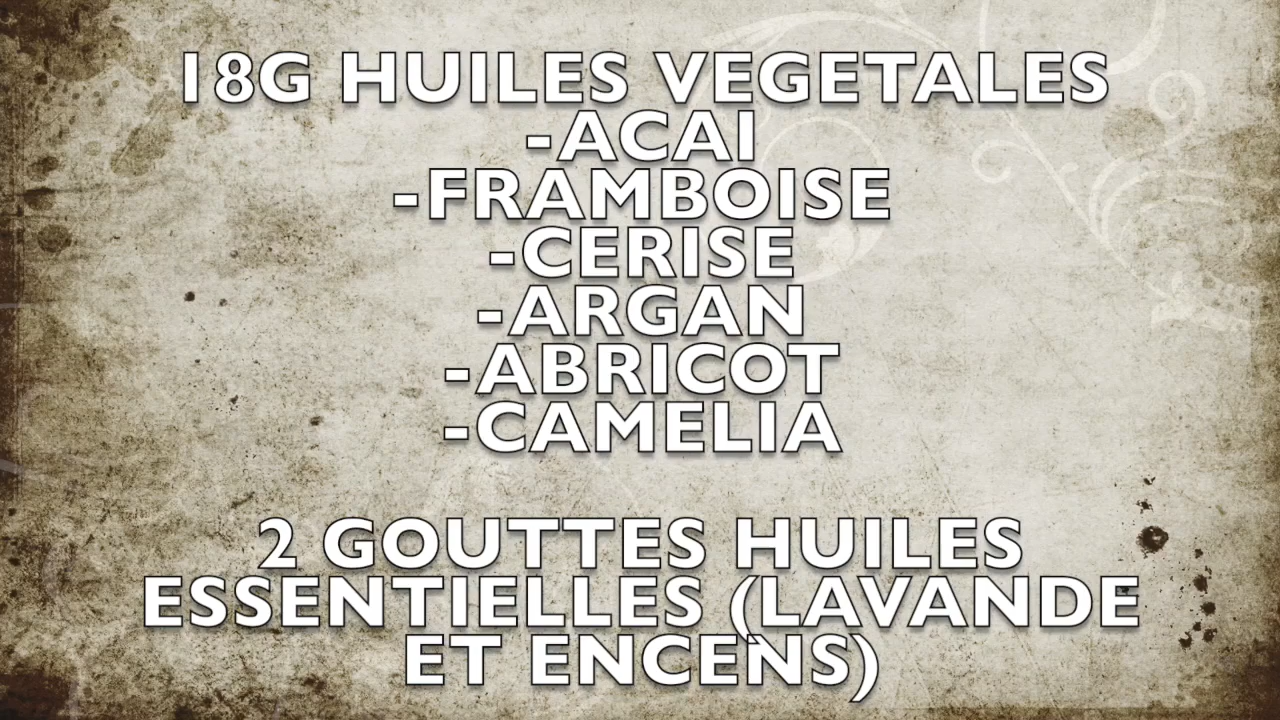 18G HUILES VEGETALES
-ACAI
-FRAMBOISE
-CERISE
-ARGAN
-ABRICOT
-CAMELIA
2 GOUTTES HUILES
ESSENTIELLES (LAVANDE
ET ENCENS)